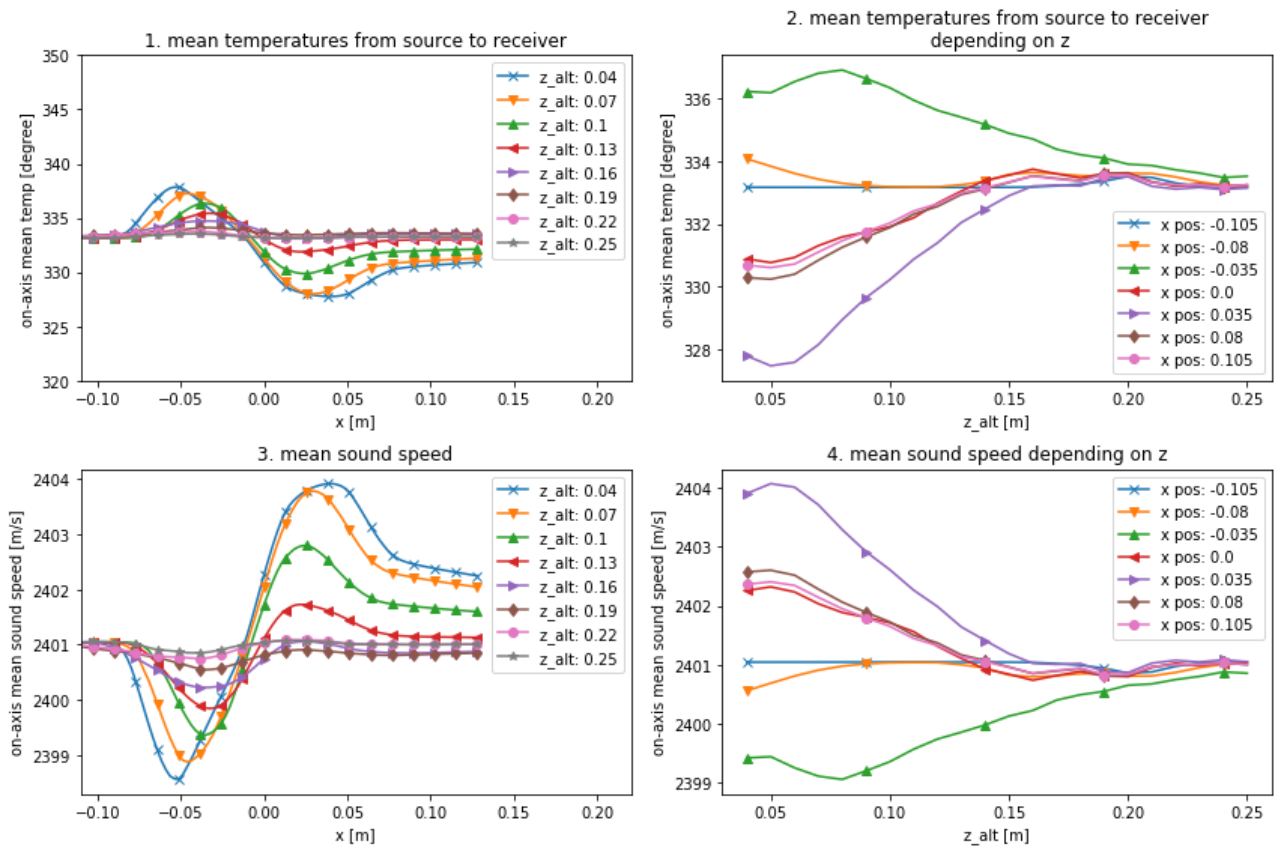 1. mean temperatures from source to receiver
350
345
340
335
330
325
320
on-axis mean temp [degree]
z_alt: 0.04
z_alt: 0.07
z_alt: 0.1
z_alt: 0.13
z_alt: 0.16
z_alt: 0.19
z_alt: 0.22
z_alt: 0.25
−0.10 −0.05 0.00 0.05 0.10 0.15 0.20
x [m]
2. mean temperatures from source to receiver
depending on z
336
334
332
330
328
on-axis mean temp [degree]
x pos: -0.105
x pos: -0.08
x pos: -0.035
x pos: 0.0
x pos: 0.035
x pos: 0.08
x pos: 0.105
0.05 0.10 0.15 0.20 0.25
z_alt [m]
3. mean sound speed
2404
2403
2402
2401
2400
2399
on-axis mean sound speed [m/s]
z_alt: 0.04
z_alt: 0.07
z_alt: 0.1
z_alt: 0.13
z_alt: 0.16
z_alt: 0.19
z_alt: 0.22
z_alt: 0.25
−0.10 −0.05 0.00 0.05 0.10 0.15 0.20
x [m]
4. mean sound speed depending on z
2404
2403
2402
2401
2400
2399
on-axis mean sound speed [m/s]
x pos: -0.105
x pos: -0.08
x pos: -0.035
x pos: 0.0
x pos: 0.035
x pos: 0.08
x pos: 0.105
0.05 0.10 0.15 0.20 0.25
z_alt [m]